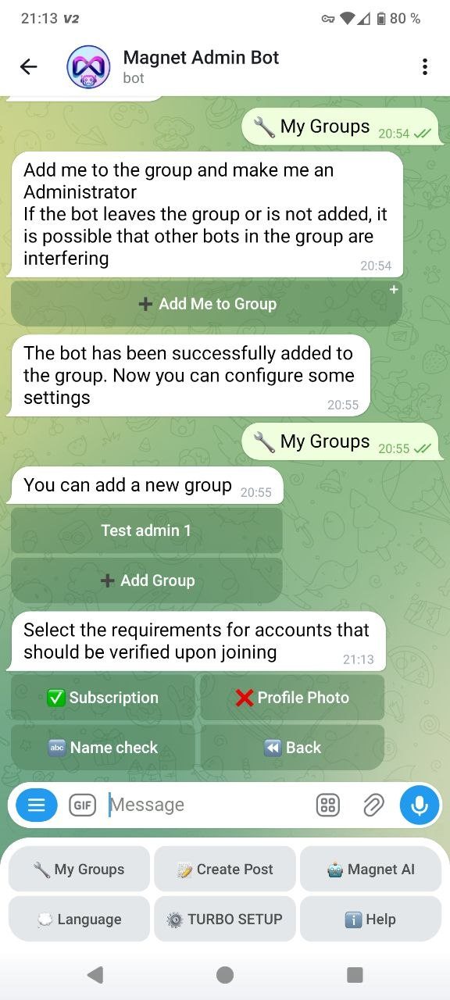 21:13 V2 80 %
Magnet Admin Bot
bot
🔧 My Groups 20:54
Add me to the group and make me an
Administrator
If the bot leaves the group or is not added, it
is possible that other bots in the group are
interfering 20:54
➕ Add Me to Group
The bot has been successfully added to
the group. Now you can configure some
settings 20:55
🔧 My Groups 20:55
You can add a new group 20:55
Test admin 1
➕ Add Group
Select the requirements for accounts that
should be verified upon joining 21:13
✅ Subscription ❌ Profile Photo
🔤 Name check ⏪ Back
GIF Message
🔧 My Groups 📝 Create Post 🤖 Magnet AI
💭 Language ⚙️ TURBO SETUP ℹ️ Help